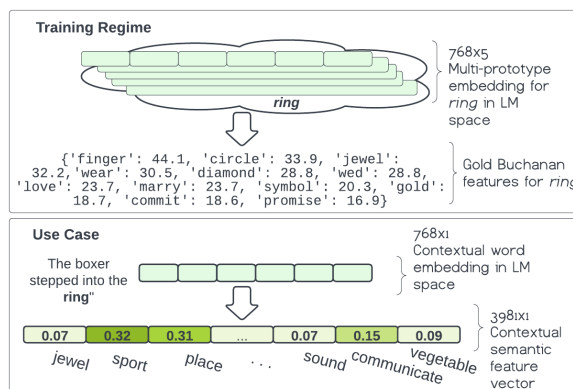 Training Regime
768x5
Multi-prototype
embedding for
ring in LM
space
ring
{'finger': 44.1, 'circle': 33.9, 'jewel':
32.2,'wear': 30.5, 'diamond': 28.8, 'wed': 28.8,
'love': 23.7, 'marry': 23.7, 'symbol': 20.3, 'gold':
18.7, 'commit': 18.6, 'promise': 16.9}
Gold Buchanan
features for ring
Use Case
The boxer
stepped into the
ring"
768x1
Contextual word
embedding in LM
space
0.07 0.32 0.31 ... 0.07 0.15 0.09
jewel sport place . . . sound communicate vegetable
3981x1
Contextual
semantic
feature
vector